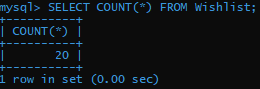 mysql> SELECT COUNT(*) FROM Wishlist;
+----------+
| COUNT(*) |
+----------+
|       20 |
+----------+
1 row in set (0.00 sec)